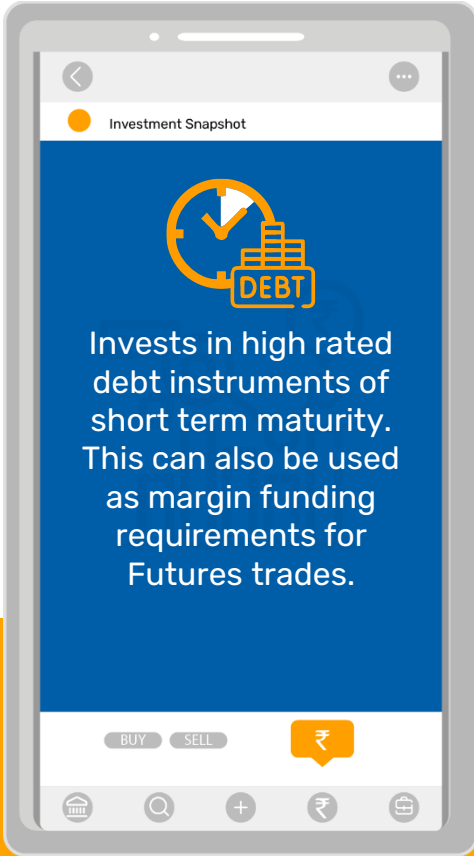 Investment Snapshot
DEBT
Invests in high rated
debt instruments of
short term maturity.
This can also be used
as margin funding
requirements for
Futures trades.
BUY SELL ₹
₹